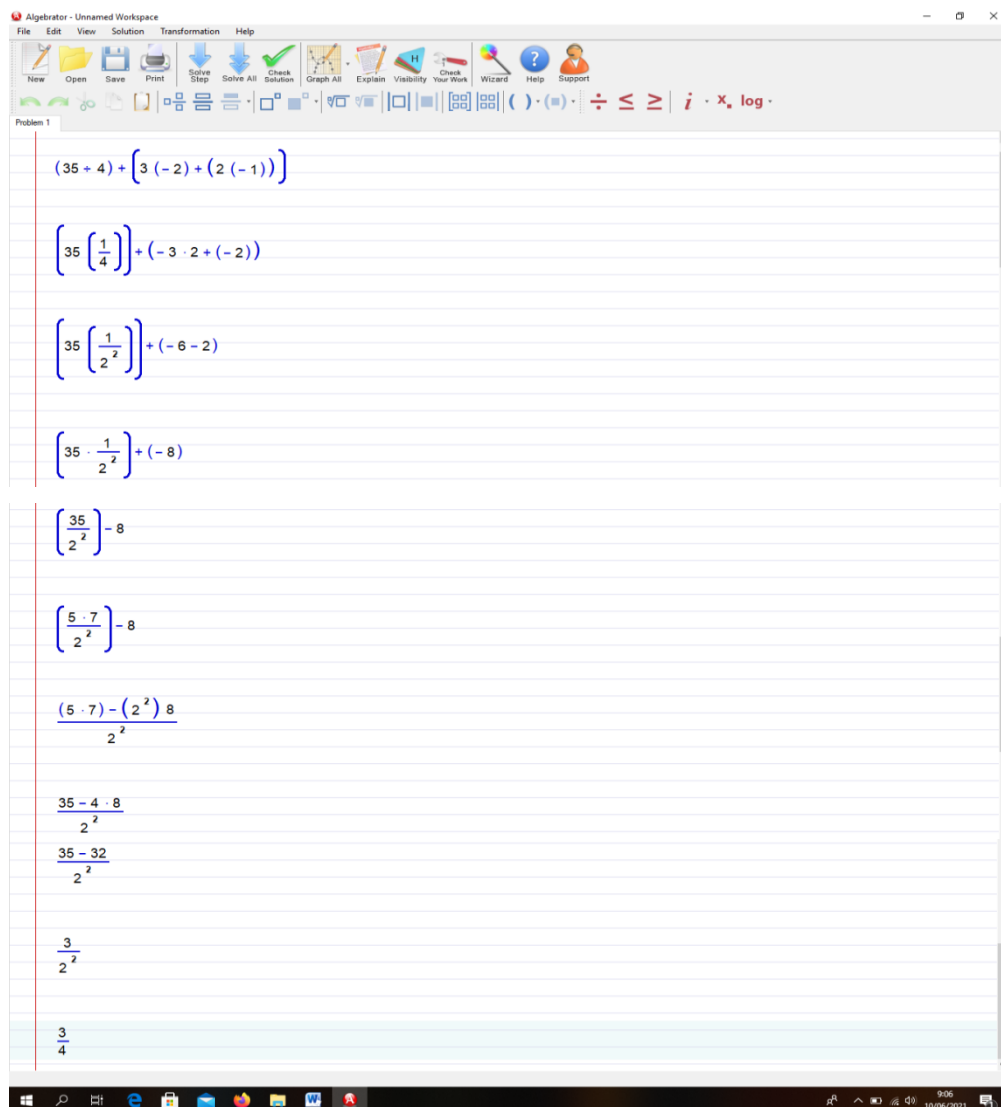 Algebrator - Unnamed Workspace
File Edit View Solution Transformation Help
New Open Save Print Solve Step Solve All Check Solution Graph All Explain Visibility Check Your Work Wizard Help Support
( ) · (=) · ÷ ≤ ≥ i · x. log ·
Problem 1
(35 ÷ 4) + [3 (-2) + (2 (-1))]
[35 (1/4)] + (-3 · 2 + (-2))
[35 (1/2²)] + (-6 - 2)
[35 · 1/2²] + (-8)
(35/2²) - 8
(5 · 7/2²) - 8
((5 · 7) - (2²) 8)/2²
(35 - 4 · 8)/2²
(35 - 32)/2²
3/2²
3/4
9:06
10/06/2021